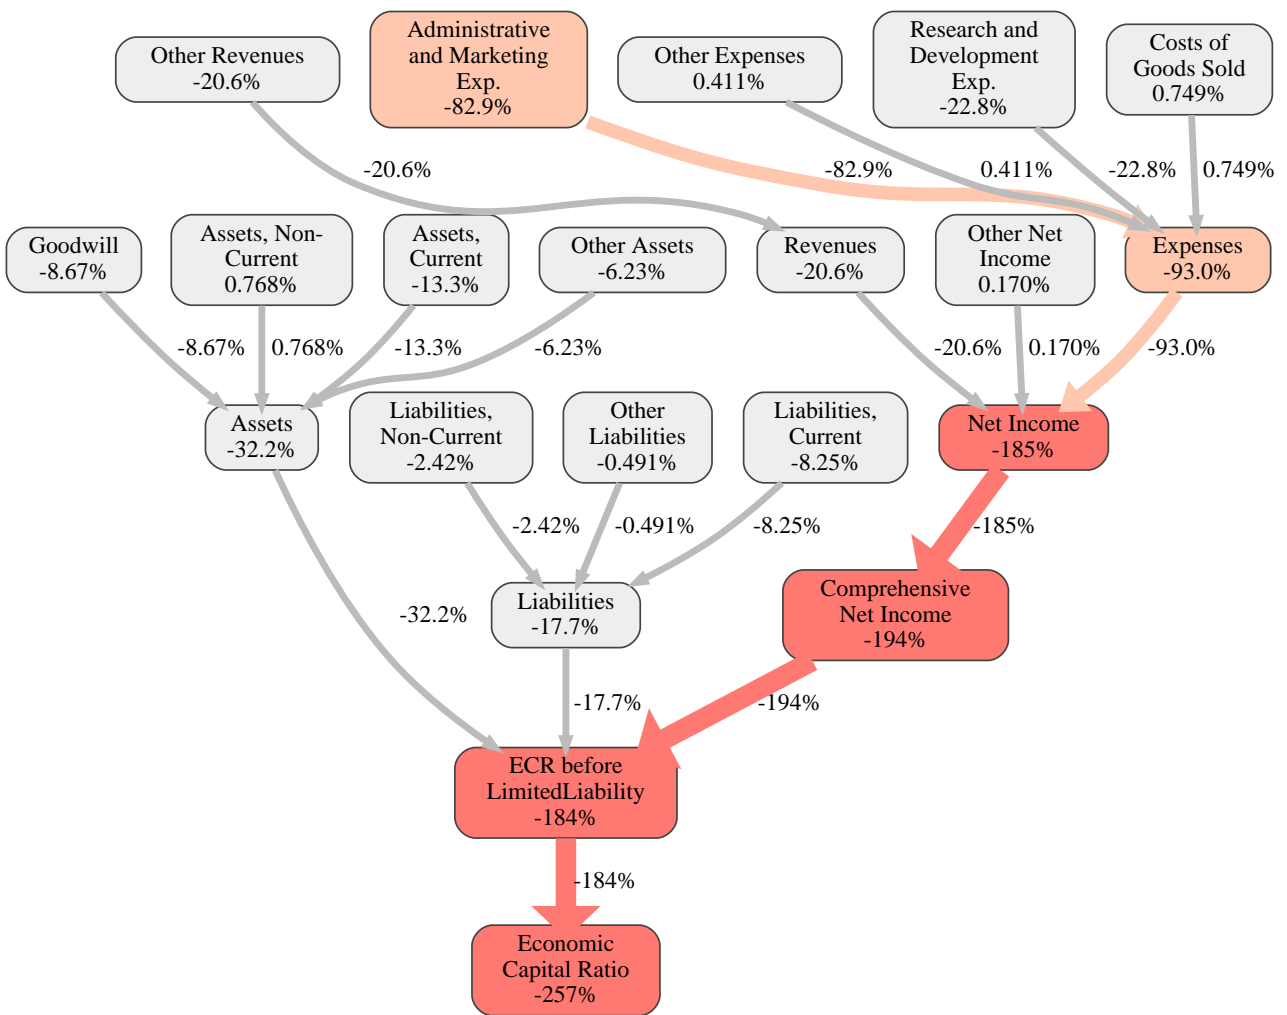 Other Revenues
-20.6%
Administrative
and Marketing
Exp.
-82.9%
Other Expenses
0.411%
Research and
Development
Exp.
-22.8%
Costs of
Goods Sold
0.749%
-20.6%
-82.9%
0.411%
-22.8%
0.749%
Goodwill
-8.67%
Assets, Non-
Current
0.768%
Assets,
Current
-13.3%
Other Assets
-6.23%
Revenues
-20.6%
Other Net
Income
0.170%
Expenses
-93.0%
-8.67%
0.768%
-13.3%
-6.23%
-20.6%
0.170%
-93.0%
Assets
-32.2%
Liabilities,
Non-Current
-2.42%
Other
Liabilities
-0.491%
Liabilities,
Current
-8.25%
Net Income
-185%
-2.42%
-0.491%
-8.25%
-185%
-32.2%
Liabilities
-17.7%
Comprehensive
Net Income
-194%
-17.7%
-194%
ECR before
LimitedLiability
-184%
-184%
Economic
Capital Ratio
-257%